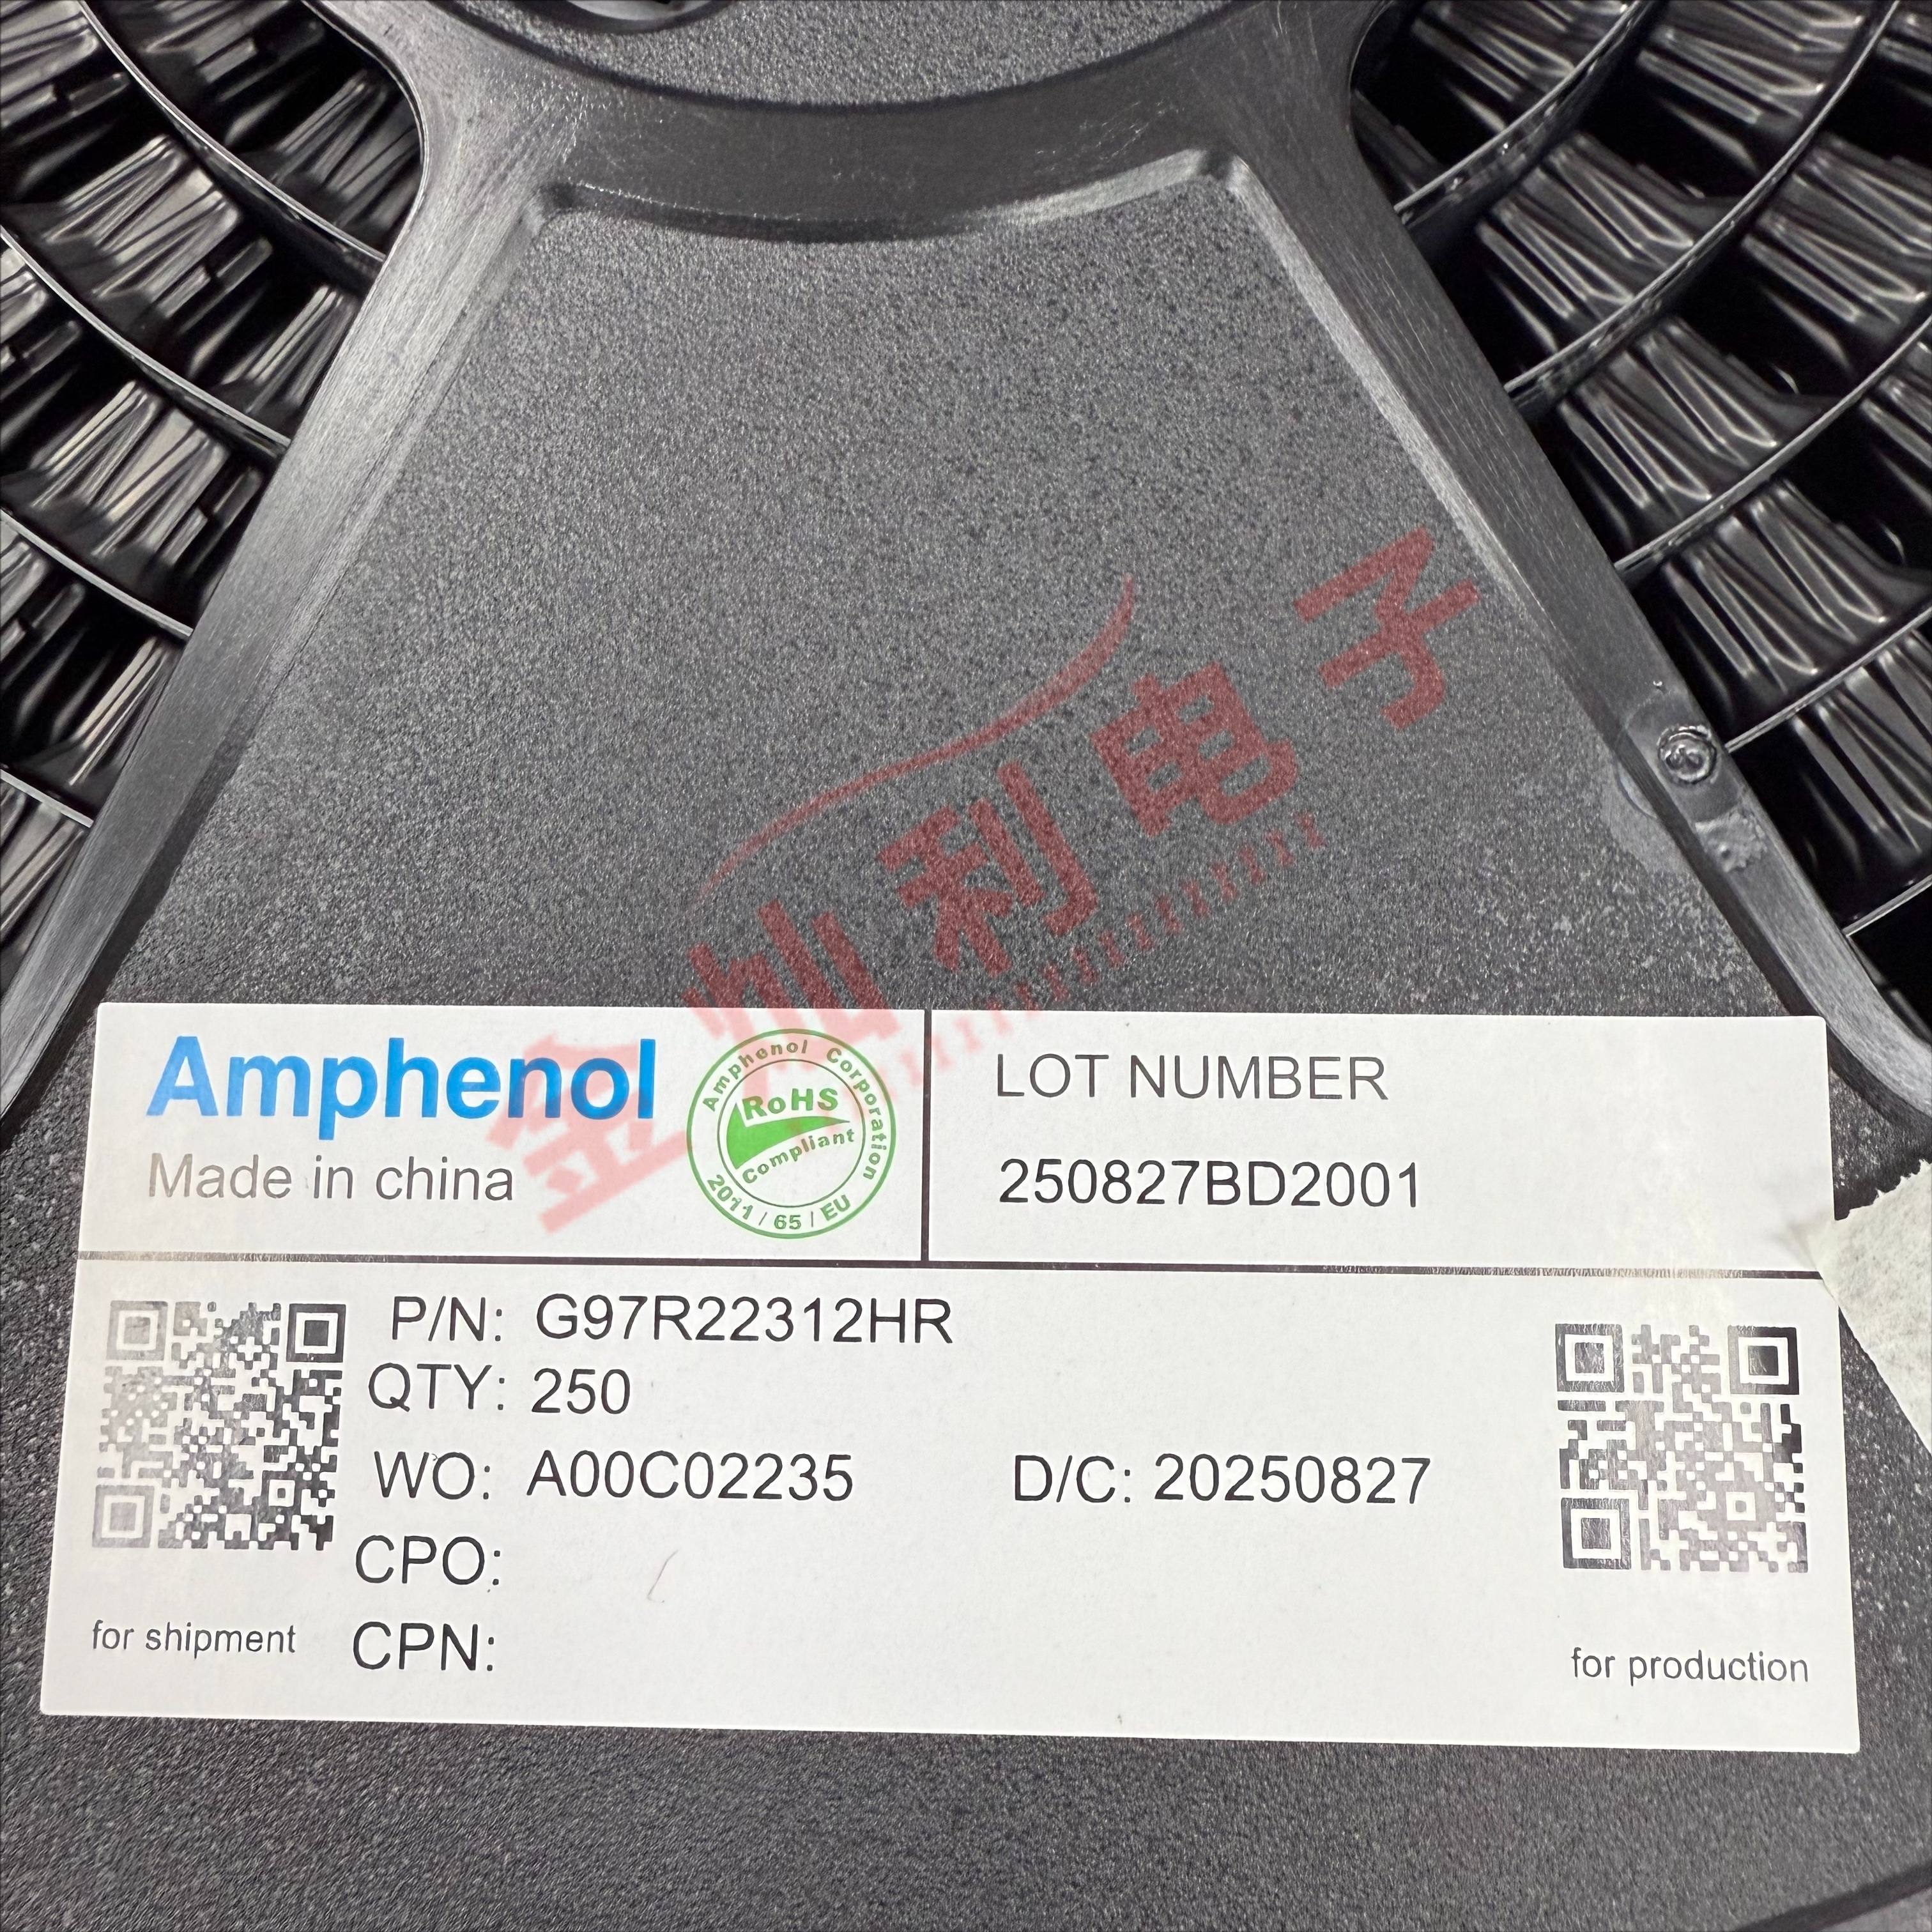 金灿利电子
Amphenol
Made in china
Amphenol Corporation
RoHS
Compliant
2011 / 65 / EU
LOT NUMBER
250827BD2001
P/N: G97R22312HR
QTY: 250
WO: A00C02235
D/C: 20250827
CPO:
CPN:
for shipment
for production